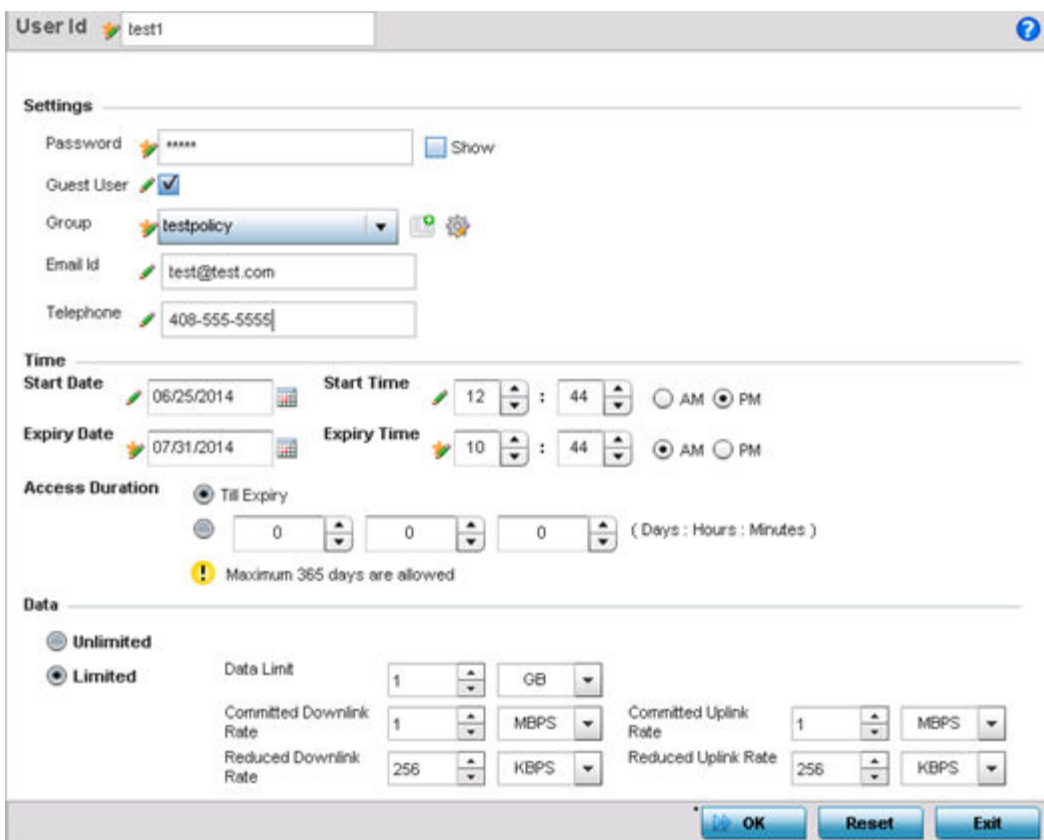 User Id test1
Settings
Password ***** Show
Guest User
Group testpolicy
Email Id test@test.com
Telephone 408-555-5555
Time
Start Date 06/25/2014 Start Time 12 : 44 AM PM
Expiry Date 07/31/2014 Expiry Time 10 : 44 AM PM
Access Duration Till Expiry
0 0 0 ( Days : Hours : Minutes )
! Maximum 365 days are allowed
Data
Unlimited
Limited Data Limit 1 GB
Committed Downlink Rate 1 MBPS Committed Uplink Rate 1 MBPS
Reduced Downlink Rate 256 KBPS Reduced Uplink Rate 256 KBPS
OK Reset Exit